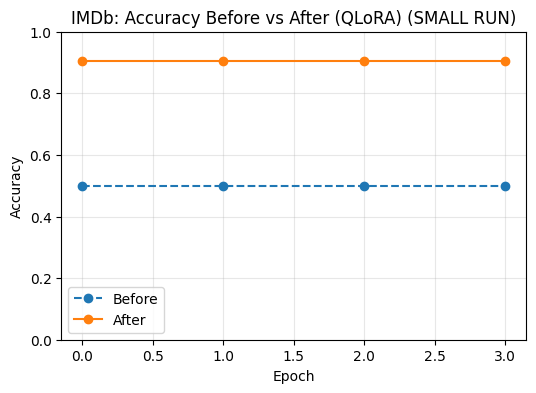 IMDb: Accuracy Before vs After (QLoRA) (SMALL RUN)
1.0
0.8
0.6
0.4
0.2
0.0
Accuracy
Before
After
0.0 0.5 1.0 1.5 2.0 2.5 3.0
Epoch